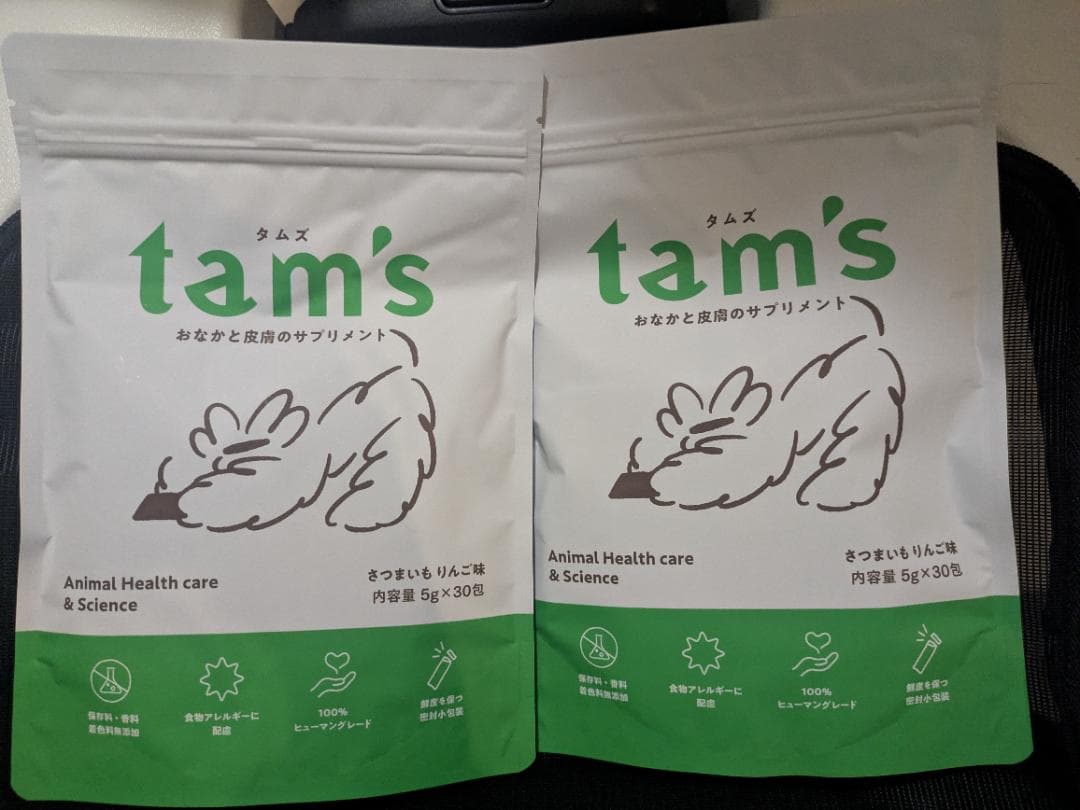 タムズ
tam's
おなかと皮膚のサプリメント
Animal Health care
& Science
さつまいも りんご味
内容量 5g×30包
保存料・香料
着色料無添加
食物アレルギーに
配慮
100%
ヒューマングレード
鮮度を保つ
密封小包装
タムズ
tam's
おなかと皮膚のサプリメント
Animal Health care
& Science
さつまいも りんご味
内容量 5g×30包
保存料・香料
着色料無添加
食物アレルギーに
配慮
100%
ヒューマングレード
鮮度を保つ
密封小包装